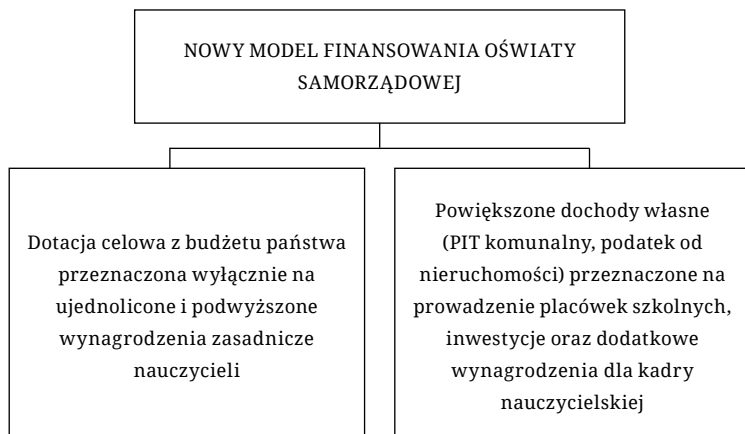 NOWY MODEL FINANSOWANIA OŚWIATY
SAMORZĄDOWEJ
Dotacja celowa z budżetu państwa
przeznaczona wyłącznie na
ujednolicone i podwyższone
wynagrodzenia zasadnicze
nauczycieli
Powiększone dochody własne
(PIT komunalny, podatek od
nieruchomości) przeznaczone na
prowadzenie placówek szkolnych,
inwestycje oraz dodatkowe
wynagrodzenia dla kadry
nauczycielskiej